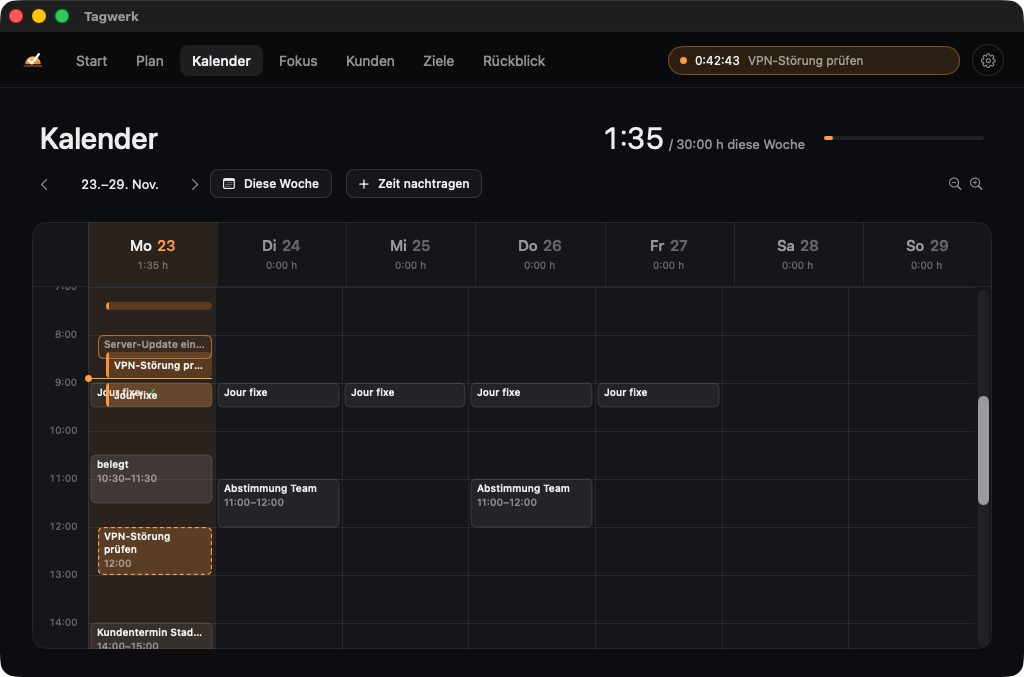 Tagwerk
Start
Plan
Kalender
Fokus
Kunden
Ziele
Rückblick
0:42:43 VPN-Störung prüfen
Kalender
1:35 / 30:00 h diese Woche
23.–29. Nov.
Diese Woche
+ Zeit nachtragen
Mo 23
1:35 h
Di 24
0:00 h
Mi 25
0:00 h
Do 26
0:00 h
Fr 27
0:00 h
Sa 28
0:00 h
So 29
0:00 h
7:00
8:00
Server-Update ein...
VPN-Störung pr...
9:00
Jour fixe ✓
Jour fixe
Jour fixe
Jour fixe
Jour fixe
Jour fixe
10:00
belegt
10:30–11:30
11:00
Abstimmung Team
11:00–12:00
Abstimmung Team
11:00–12:00
12:00
VPN-Störung
prüfen
12:00
13:00
14:00
Kundentermin Stad...
14:00–15:00